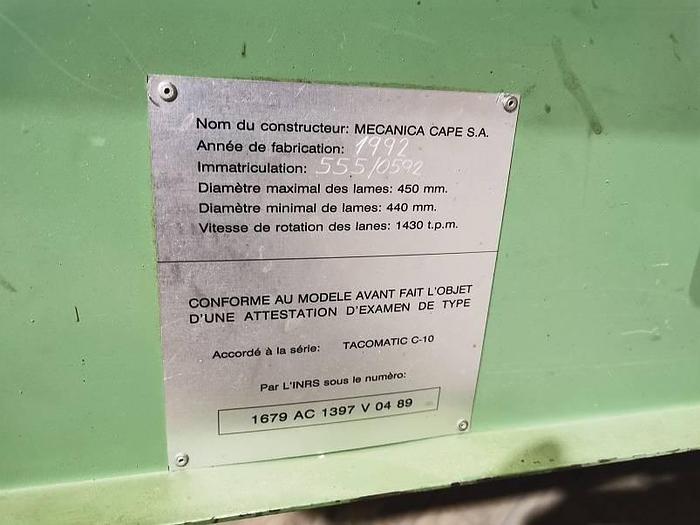 Nom du constructeur: MECANICA CAPE S.A.
Année de fabrication: 1992
Immatriculation: 555/0592
Diamètre maximal des lames: 450 mm.
Diamètre minimal de lames: 440 mm.
Vitesse de rotation des lanes: 1430 t.p.m.
CONFORME AU MODELE AVANT FAIT L'OBJET
D'UNE ATTESTATION D'EXAMEN DE TYPE
Accordé à la série: TACOMATIC C-10
Par L'INRS sous le numèro:
1679 AC 1397 V 04 89